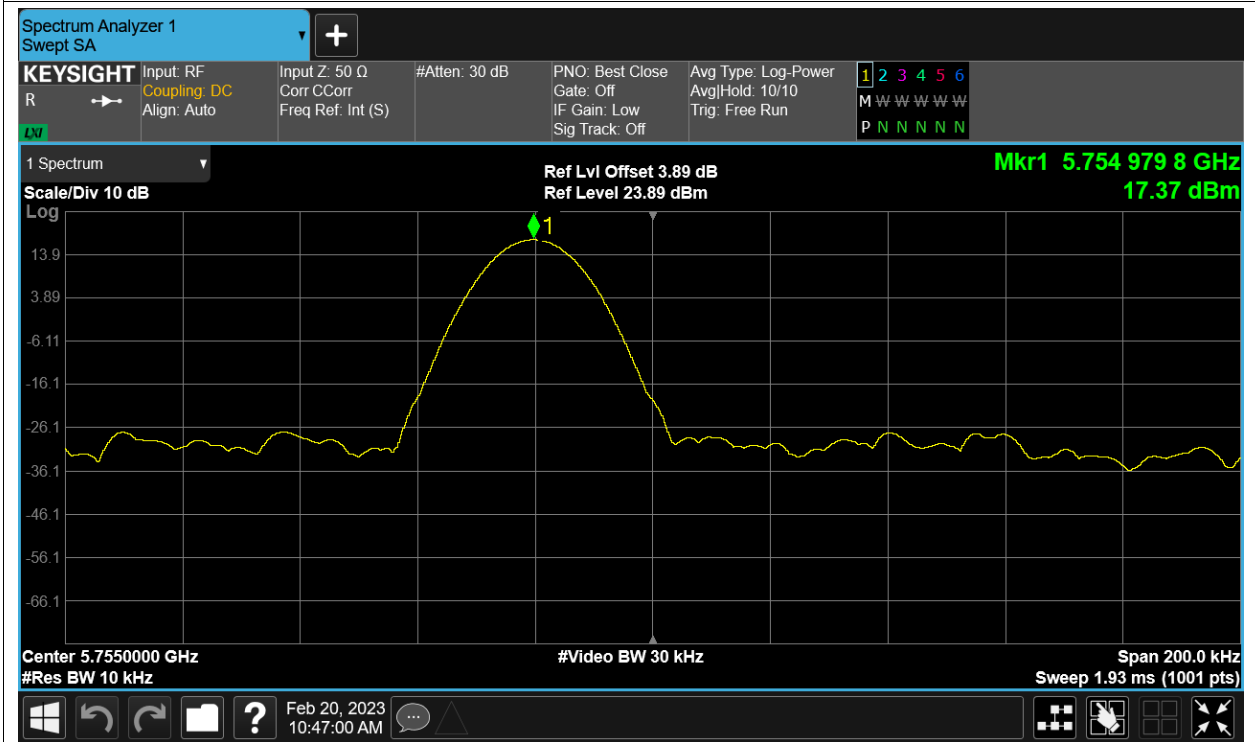 Spectrum Analyzer 1
Swept SA
+
KEYSIGHT
R
LXI
Input: RF
Coupling: DC
Align: Auto
Input Z: 50 Ω
Corr CCorr
Freq Ref: Int (S)
#Atten: 30 dB
PNO: Best Close
Gate: Off
IF Gain: Low
Sig Track: Off
Avg Type: Log-Power
Avg|Hold: 10/10
Trig: Free Run
1 2 3 4 5 6
M W W W W W
P N N N N N
1 Spectrum
Scale/Div 10 dB
Log
Ref Lvl Offset 3.89 dB
Ref Level 23.89 dBm
Mkr1 5.754 979 8 GHz
17.37 dBm
1
13.9
3.89
-6.11
-16.1
-26.1
-36.1
-46.1
-56.1
-66.1
Center 5.7550000 GHz
#Res BW 10 kHz
#Video BW 30 kHz
Span 200.0 kHz
Sweep 1.93 ms (1001 pts)
?
Feb 20, 2023
10:47:00 AM